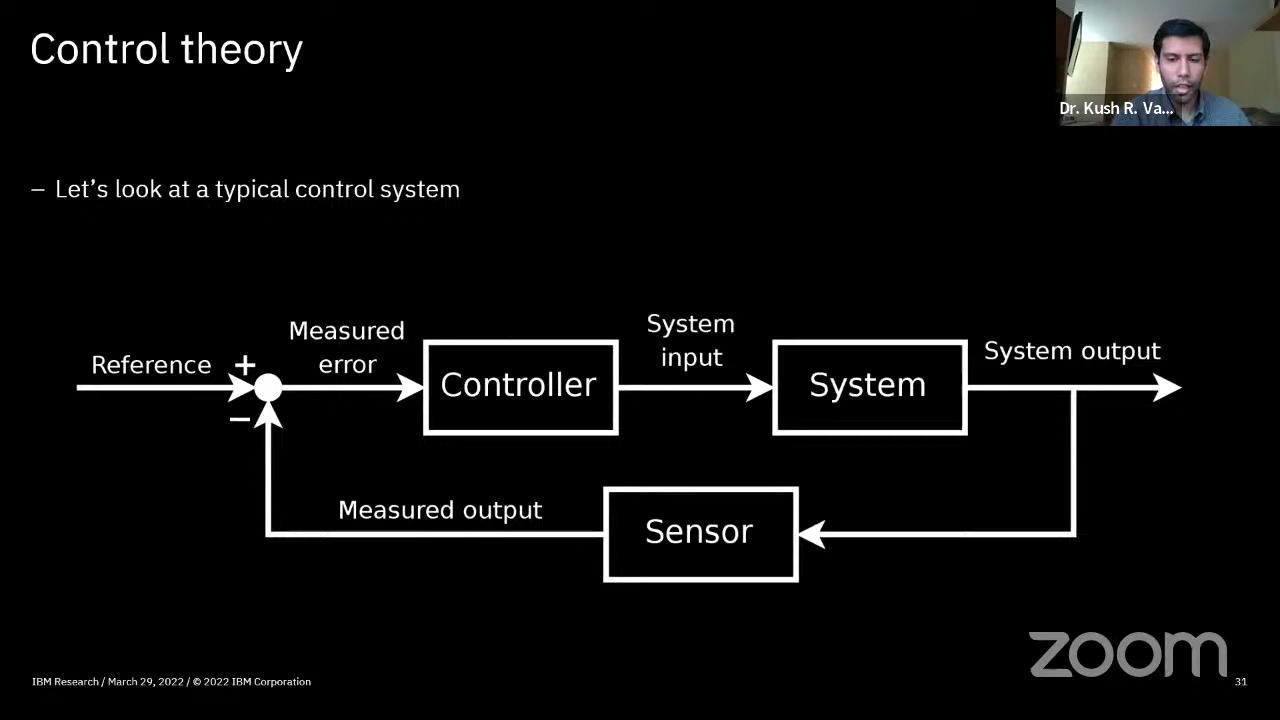 Control theory
Dr. Kush R. Va...
– Let's look at a typical control system
Reference
+
−
Measured
error
Controller
System
input
System
System output
Measured output
Sensor
zoom
IBM Research / March 29, 2022 / © 2022 IBM Corporation
31